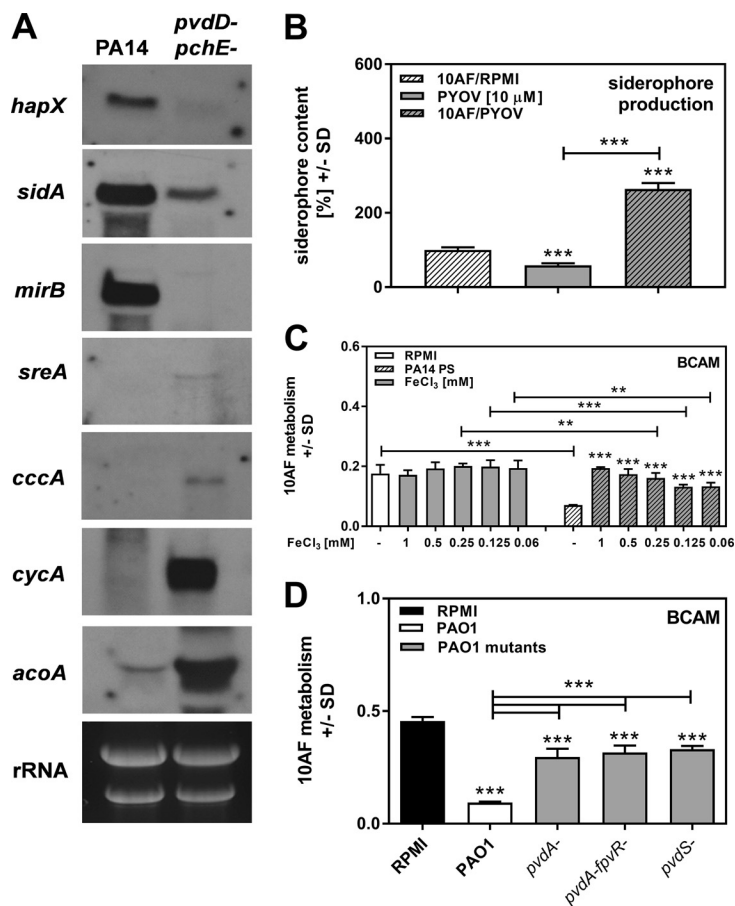 A
PA14
pvdD-
pchE-
hapX
sidA
mirB
sreA
cccA
cycA
acoA
rRNA
B
siderophore content
[%] +/- SD
600
400
200
0
10AF/RPMI
PYOV [10 µM]
10AF/PYOV
siderophore
production
***
***
***
C
10AF metabolism
+/- SD
0.6
0.4
0.2
0.0
RPMI
PA14 PS
FeCl₃ [mM]
BCAM
**
***
**
***
*** *** *** *** ***
FeCl₃ [mM] - 1 0.5 0.25 0.125 0.06 - 1 0.5 0.25 0.125 0.06
D
10AF metabolism
+/- SD
1.0
0.5
0.0
RPMI
PAO1
PAO1 mutants
BCAM
***
*** *** *** ***
RPMI
PAO1
pvdA-
pvdA-fpvR-
pvdS-